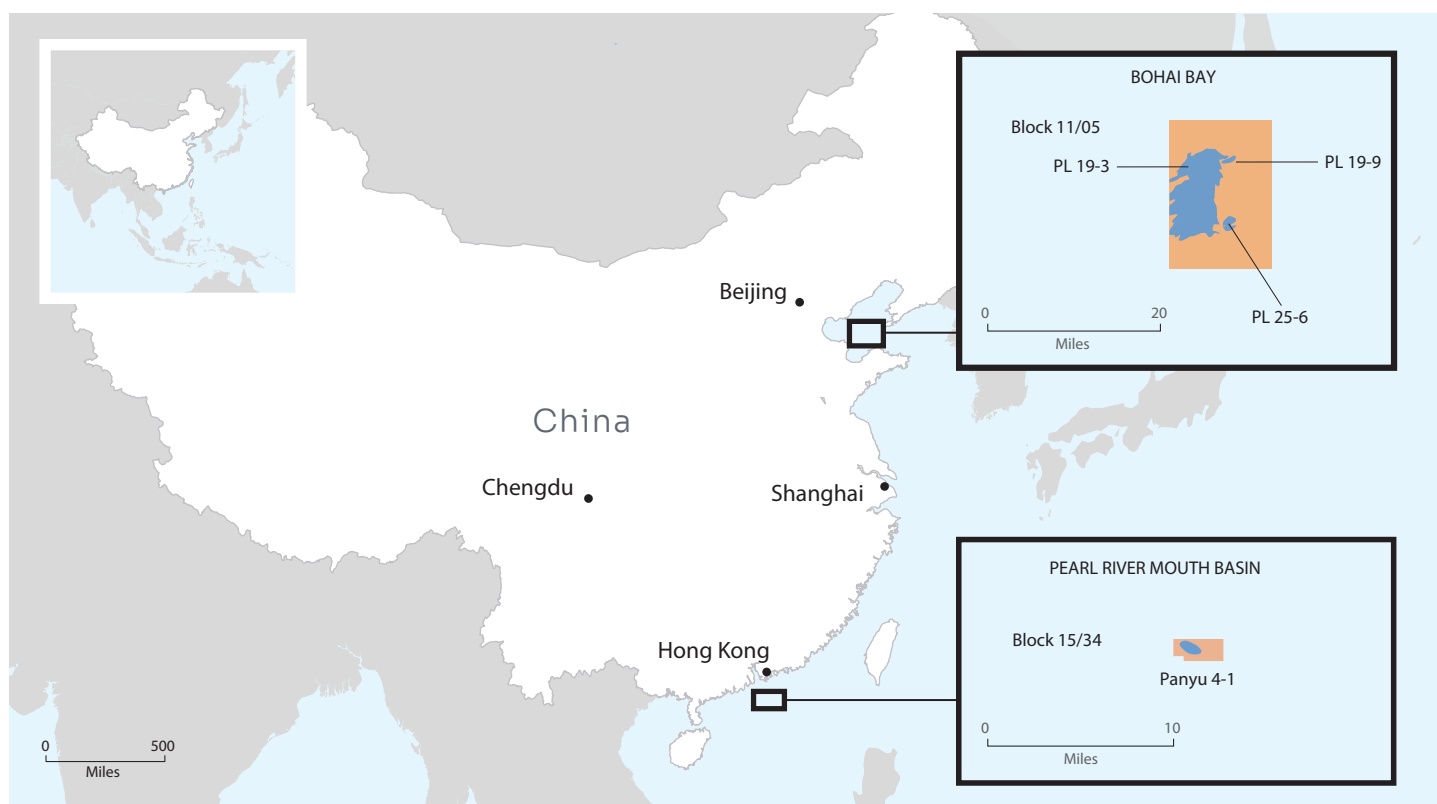 BOHAI BAY
Block 11/05
PL 19-3
PL 19-9
PL 25-6
0 20
Miles
Beijing
China
Chengdu
Shanghai
Hong Kong
PEARL RIVER MOUTH BASIN
Block 15/34
Panyu 4-1
0 10
Miles
0 500
Miles